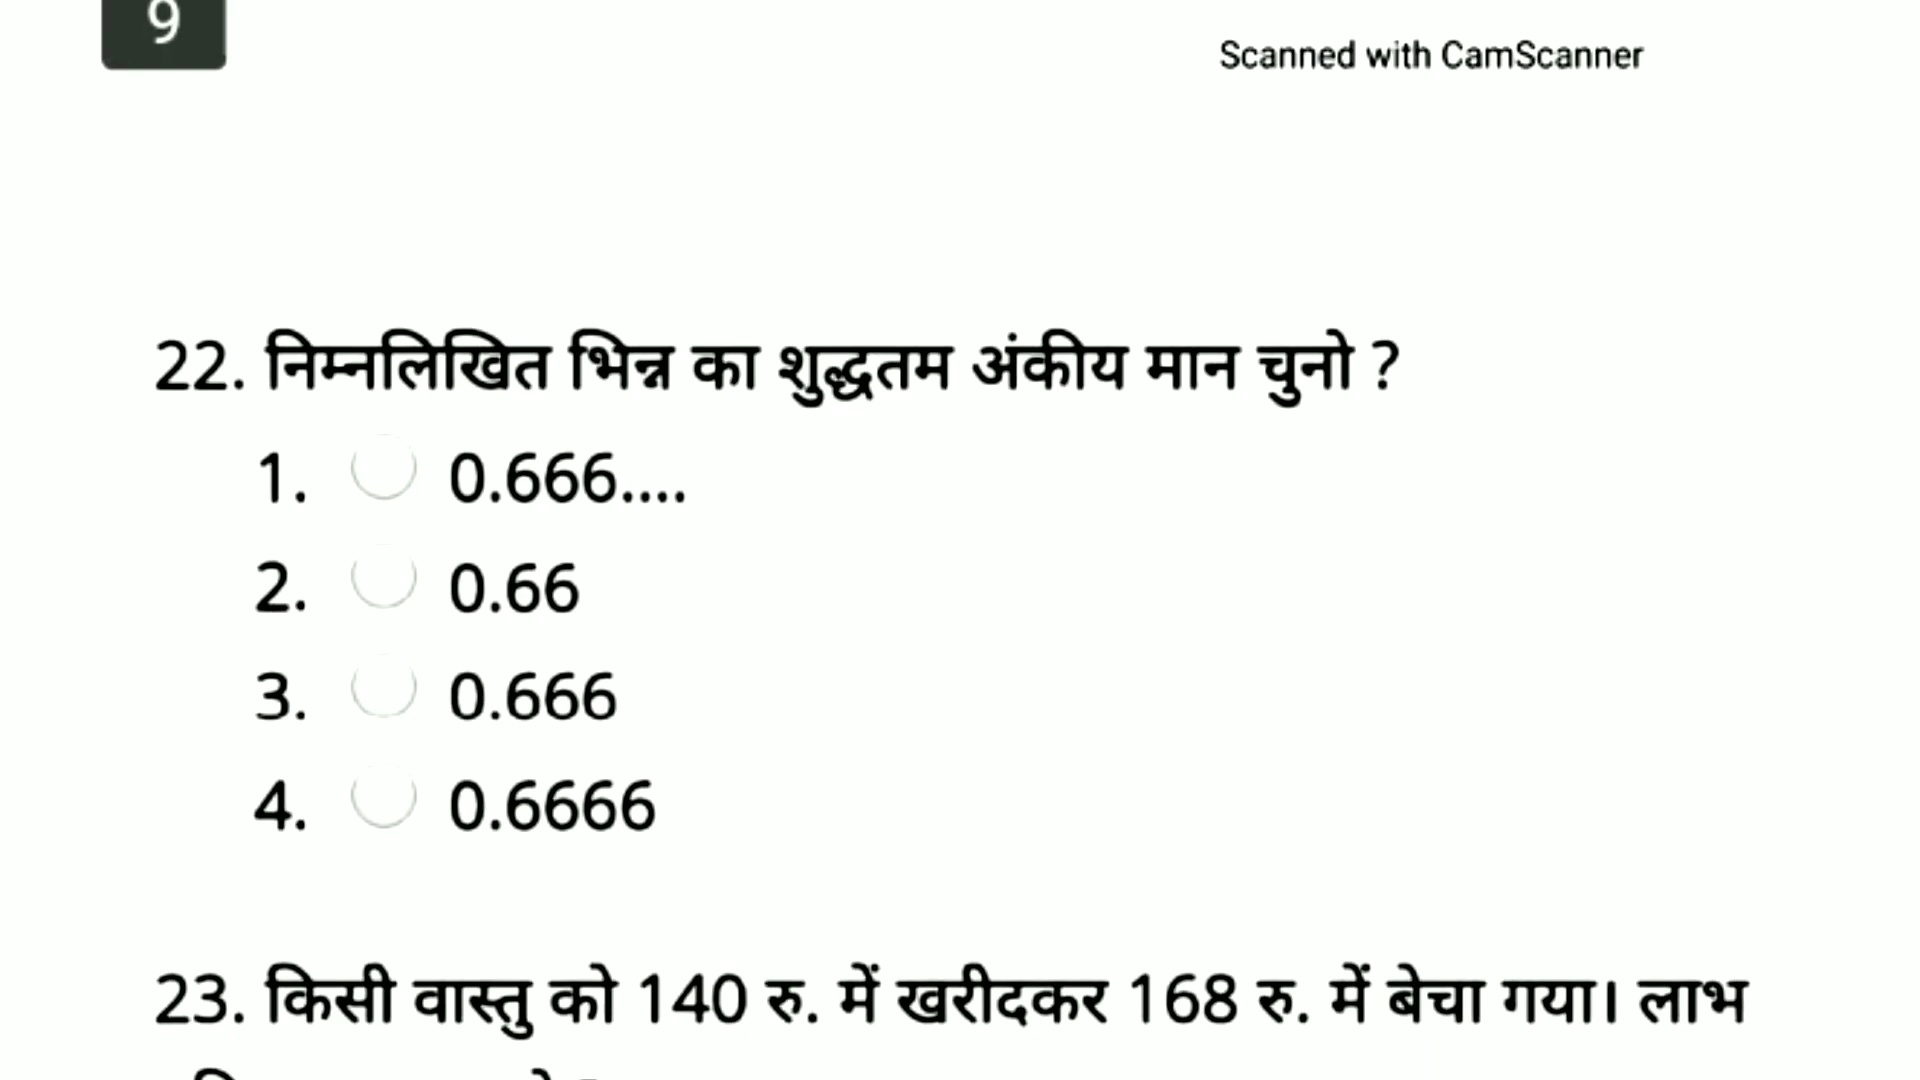 9
Scanned with CamScanner
22. निम्नलिखित भिन्न का शुद्धतम अंकीय मान चुनो ?
1. 0.666....
2. 0.66
3. 0.666
4. 0.6666
23. किसी वास्तु को 140 रु. में खरीदकर 168 रु. में बेचा गया। लाभ